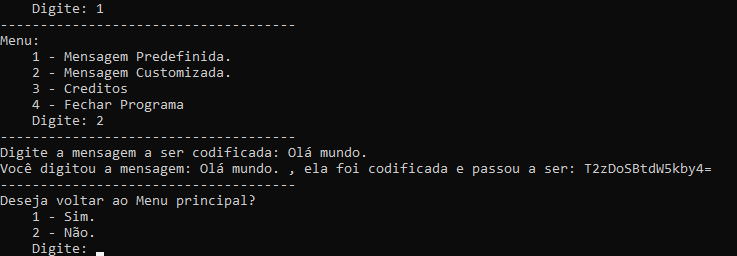 Digite: 1
-------------------------------------
Menu:
    1 - Mensagem Predefinida.
    2 - Mensagem Customizada.
    3 - Creditos
    4 - Fechar Programa
    Digite: 2
-------------------------------------
Digite a mensagem a ser codificada: Olá mundo.
Você digitou a mensagem: Olá mundo. , ela foi codificada e passou a ser: T2zDoSBtdW5kby4=
-------------------------------------
Deseja voltar ao Menu principal?
    1 - Sim.
    2 - Não.
    Digite: